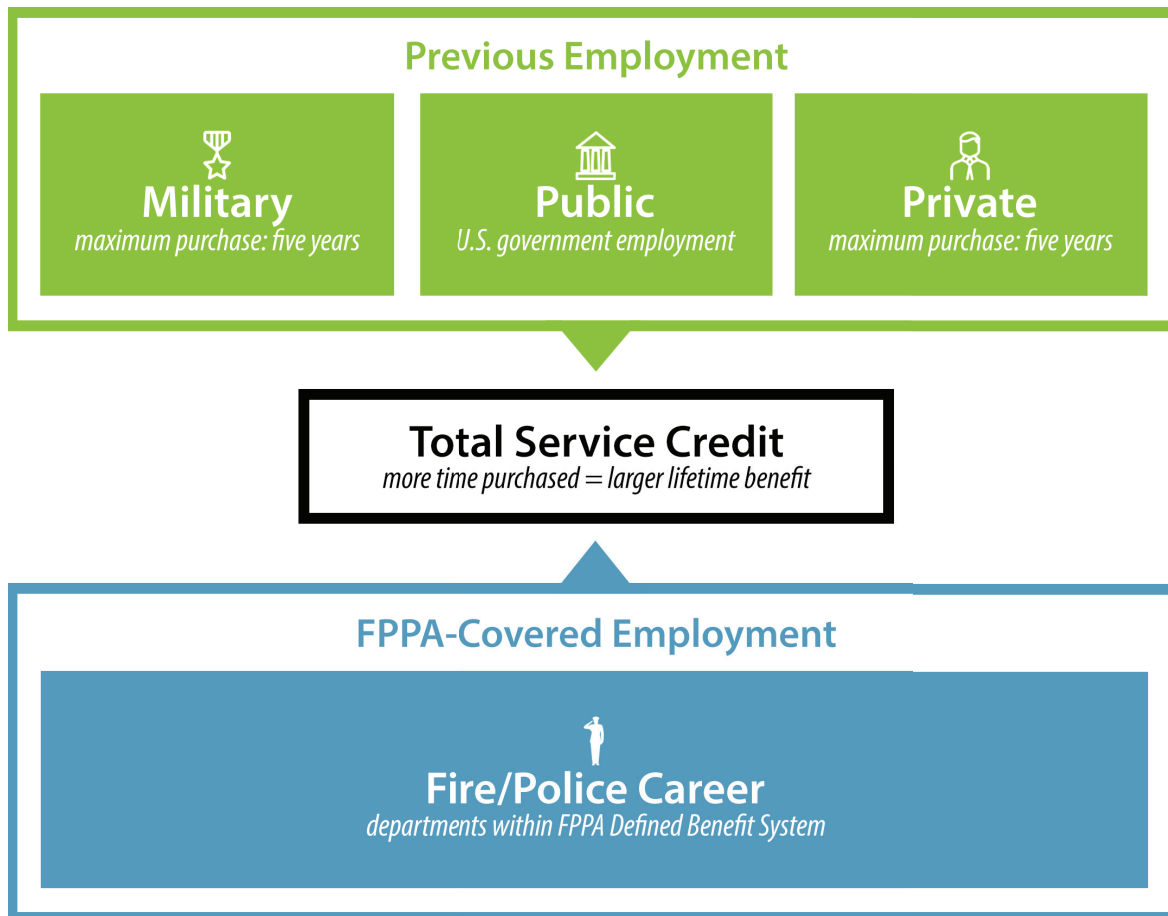 Previous Employment
Military
maximum purchase: five years
Public
U.S. government employment
Private
maximum purchase: five years
Total Service Credit
more time purchased = larger lifetime benefit
FPPA-Covered Employment
Fire/Police Career
departments within FPPA Defined Benefit System